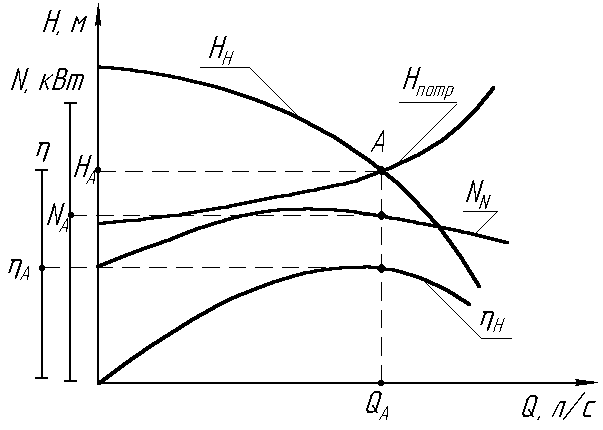 H, м
N, кВт
η
H_A
N_A
η_A
H_Н
H_потр
A
N_N
η_Н
Q_A
Q, л/с